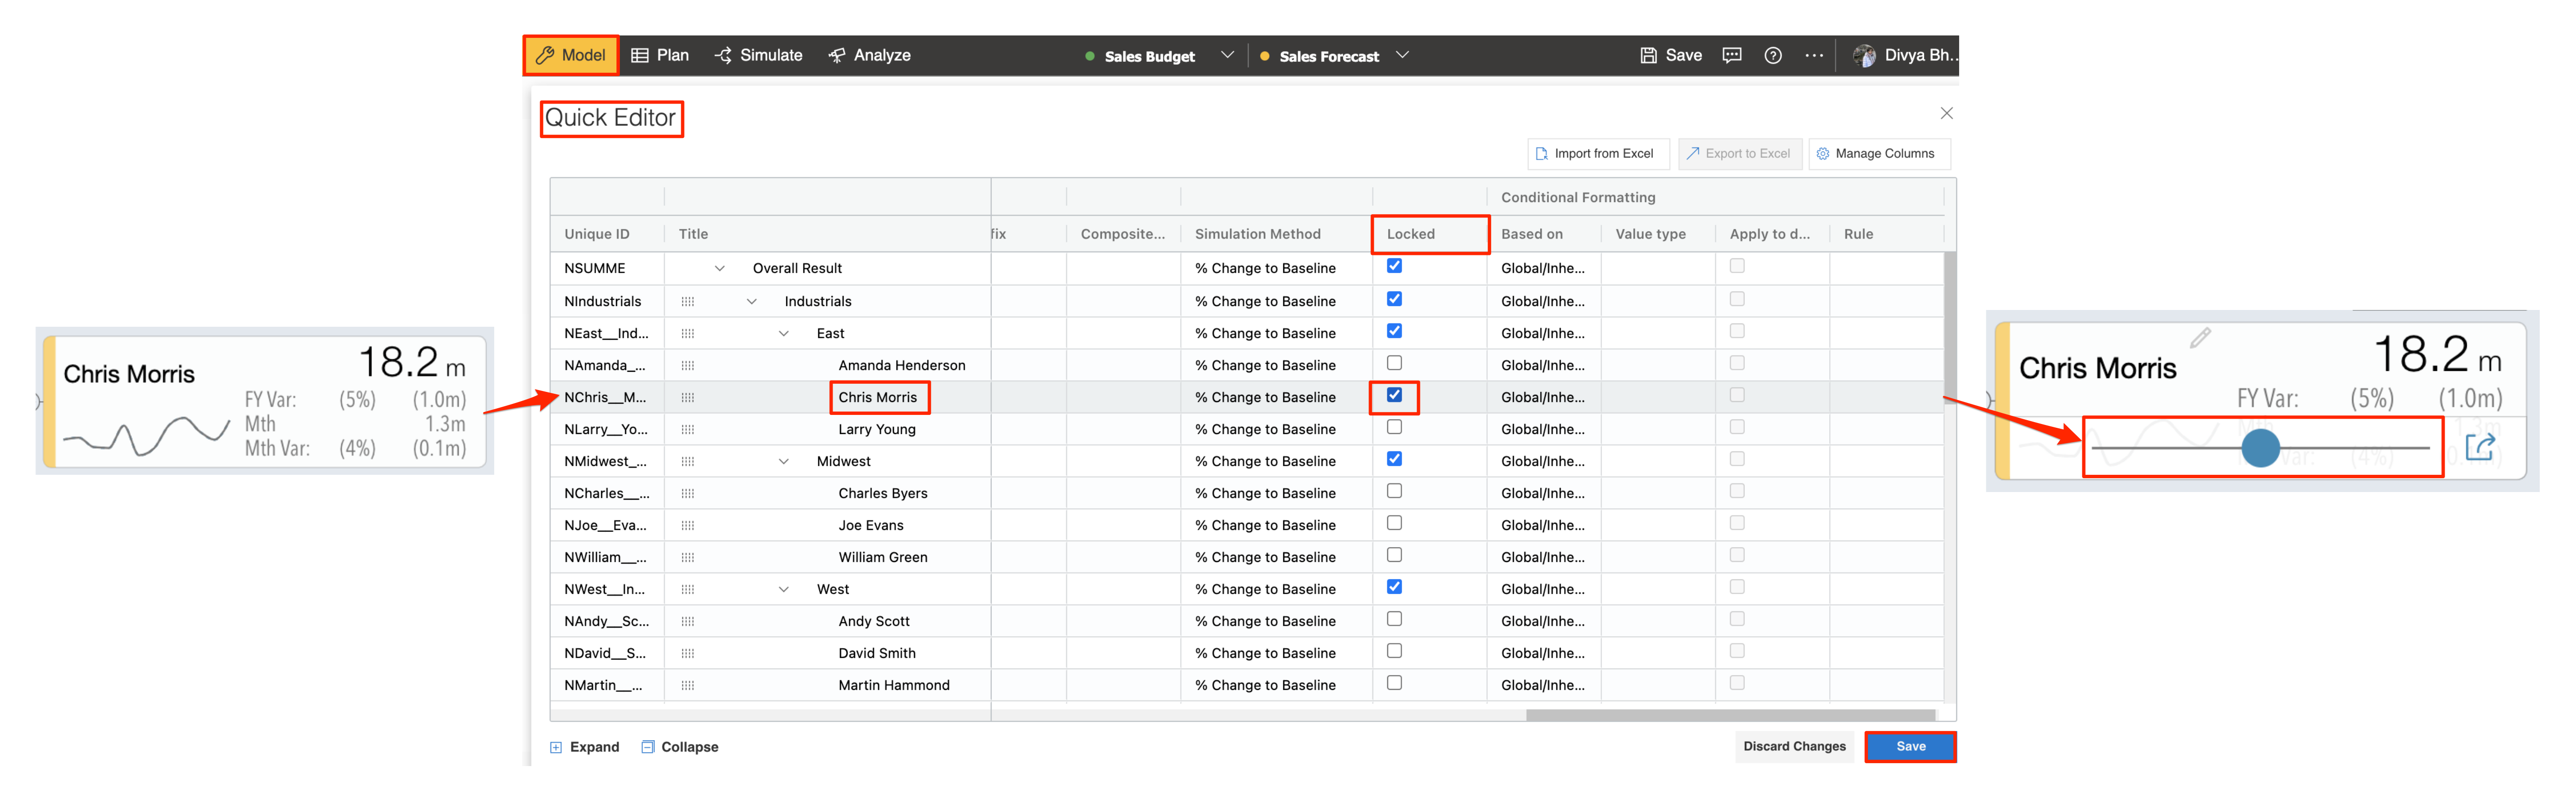 Model Plan Simulate Analyze Sales Budget Sales Forecast Save Divya Bh..
Quick Editor
Import from Excel Export to Excel Manage Columns
Conditional Formatting
Unique ID Title fix Composite... Simulation Method Locked Based on Value type Apply to d... Rule
NSUMME Overall Result % Change to Baseline Global/Inhe...
NIndustrials Industrials % Change to Baseline Global/Inhe...
NEast__Ind... East % Change to Baseline Global/Inhe...
NAmanda_... Amanda Henderson % Change to Baseline Global/Inhe...
NChris__M... Chris Morris % Change to Baseline Global/Inhe...
NLarry__Yo... Larry Young % Change to Baseline Global/Inhe...
NMidwest_... Midwest % Change to Baseline Global/Inhe...
NCharles__... Charles Byers % Change to Baseline Global/Inhe...
NJoe__Eva... Joe Evans % Change to Baseline Global/Inhe...
NWilliam__... William Green % Change to Baseline Global/Inhe...
NWest__In... West % Change to Baseline Global/Inhe...
NAndy__Sc... Andy Scott % Change to Baseline Global/Inhe...
NDavid__S... David Smith % Change to Baseline Global/Inhe...
NMartin__... Martin Hammond % Change to Baseline Global/Inhe...
Expand Collapse Discard Changes Save
Chris Morris 18.2 m
FY Var: (5%) (1.0m)
Mth 1.3m
Mth Var: (4%) (0.1m)
Chris Morris 18.2 m
FY Var: (5%) (1.0m)
Mth 1.3m
Var: (4%)